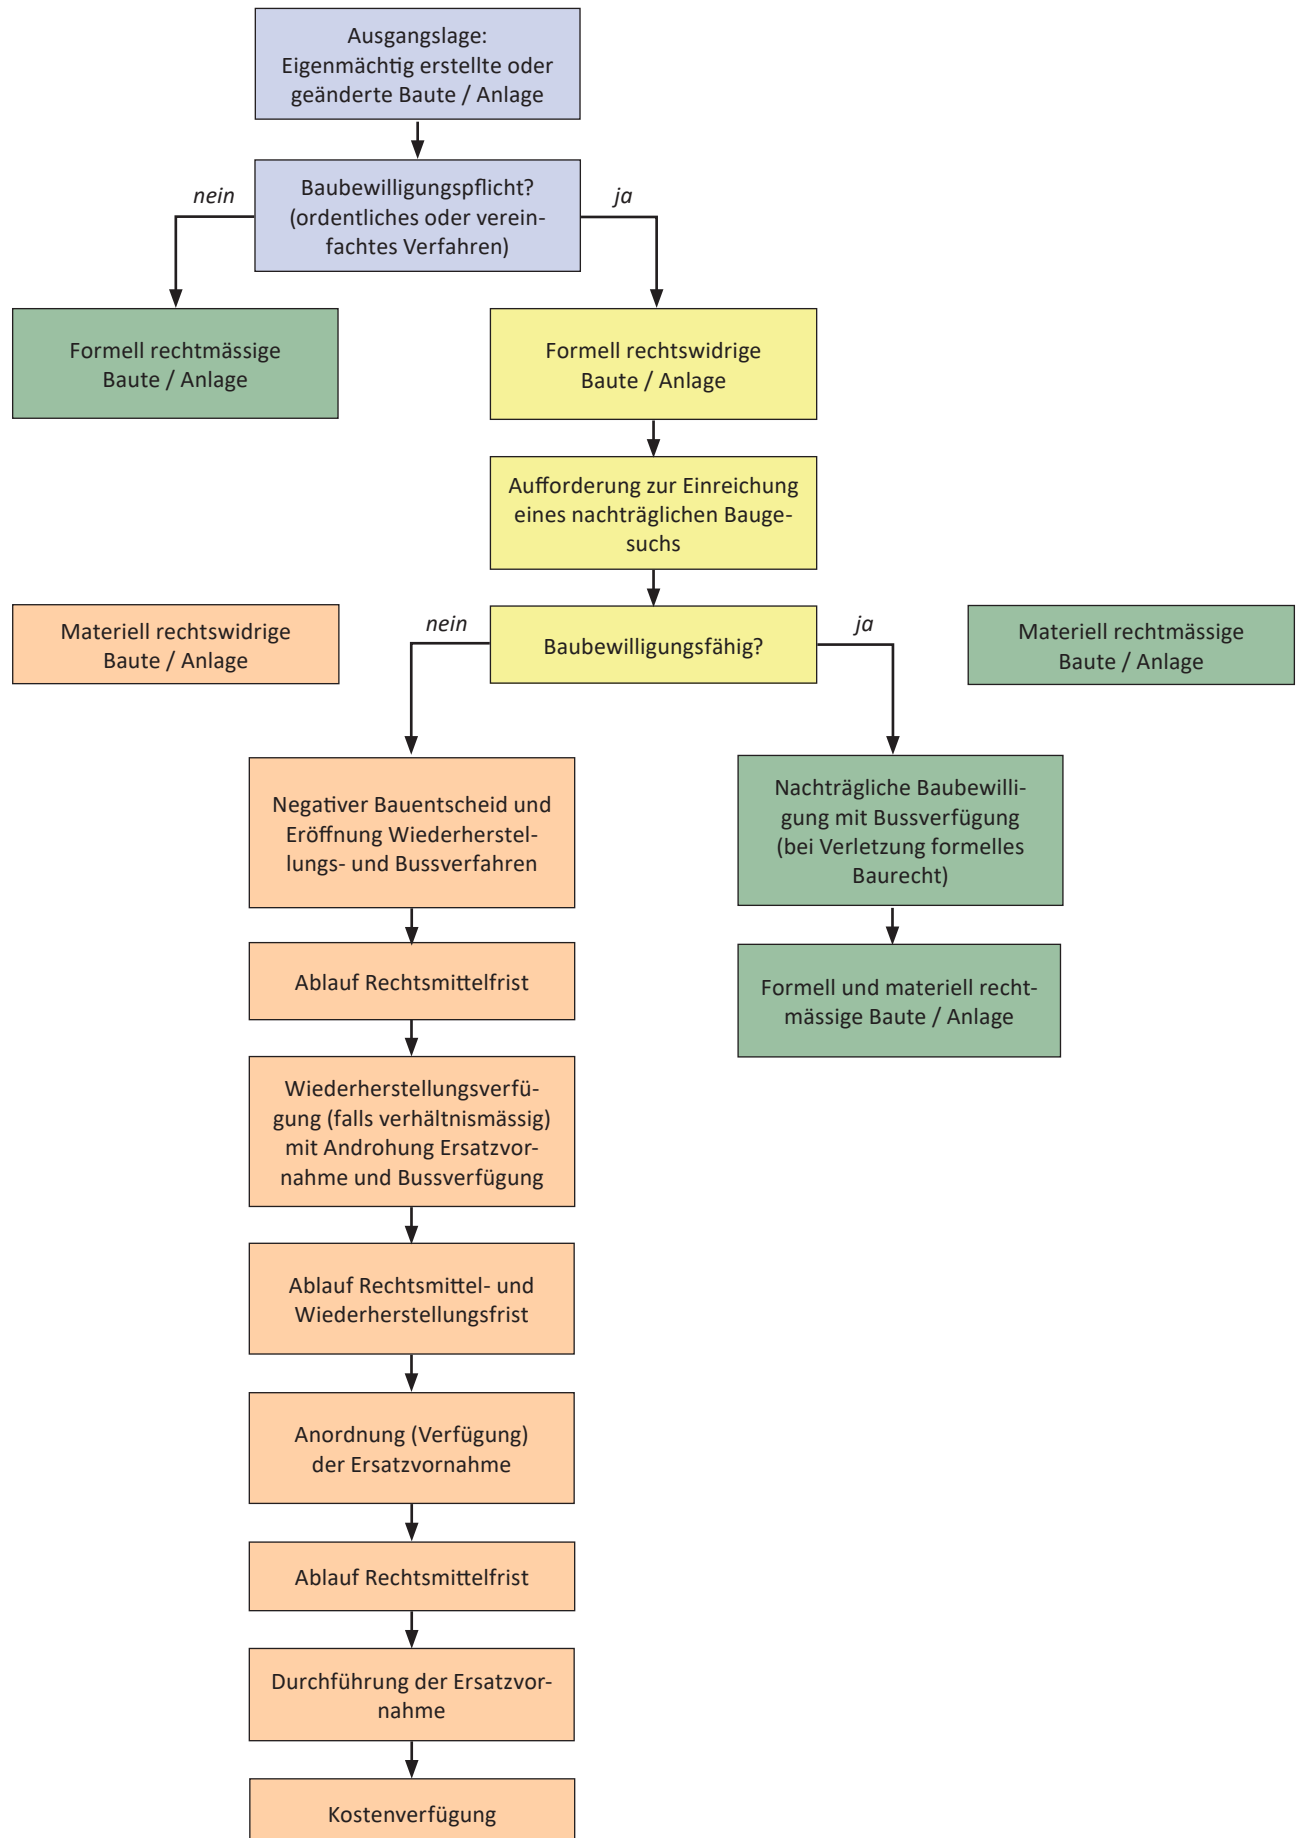 Ausgangslage:
Eigenmächtig erstellte oder
geänderte Baute / Anlage
nein
Baubewilligungspflicht?
(ordentliches oder verein-
fachtes Verfahren)
ja
Formell rechtmässige
Baute / Anlage
Formell rechtswidrige
Baute / Anlage
Aufforderung zur Einreichung
eines nachträglichen Bauge-
suchs
Materiell rechtswidrige
Baute / Anlage
nein
Baubewilligungsfähig?
ja
Materiell rechtmässige
Baute / Anlage
Negativer Bauentscheid und
Eröffnung Wiederherstel-
lungs- und Bussverfahren
Nachträgliche Baubewilli-
gung mit Bussverfügung
(bei Verletzung formelles
Baurecht)
Ablauf Rechtsmittelfrist
Formell und materiell recht-
mässige Baute / Anlage
Wiederherstellungsverfü-
gung (falls verhältnismässig)
mit Androhung Ersatzvor-
nahme und Bussverfügung
Ablauf Rechtsmittel- und
Wiederherstellungsfrist
Anordnung (Verfügung)
der Ersatzvornahme
Ablauf Rechtsmittelfrist
Durchführung der Ersatzvor-
nahme
Kostenverfügung